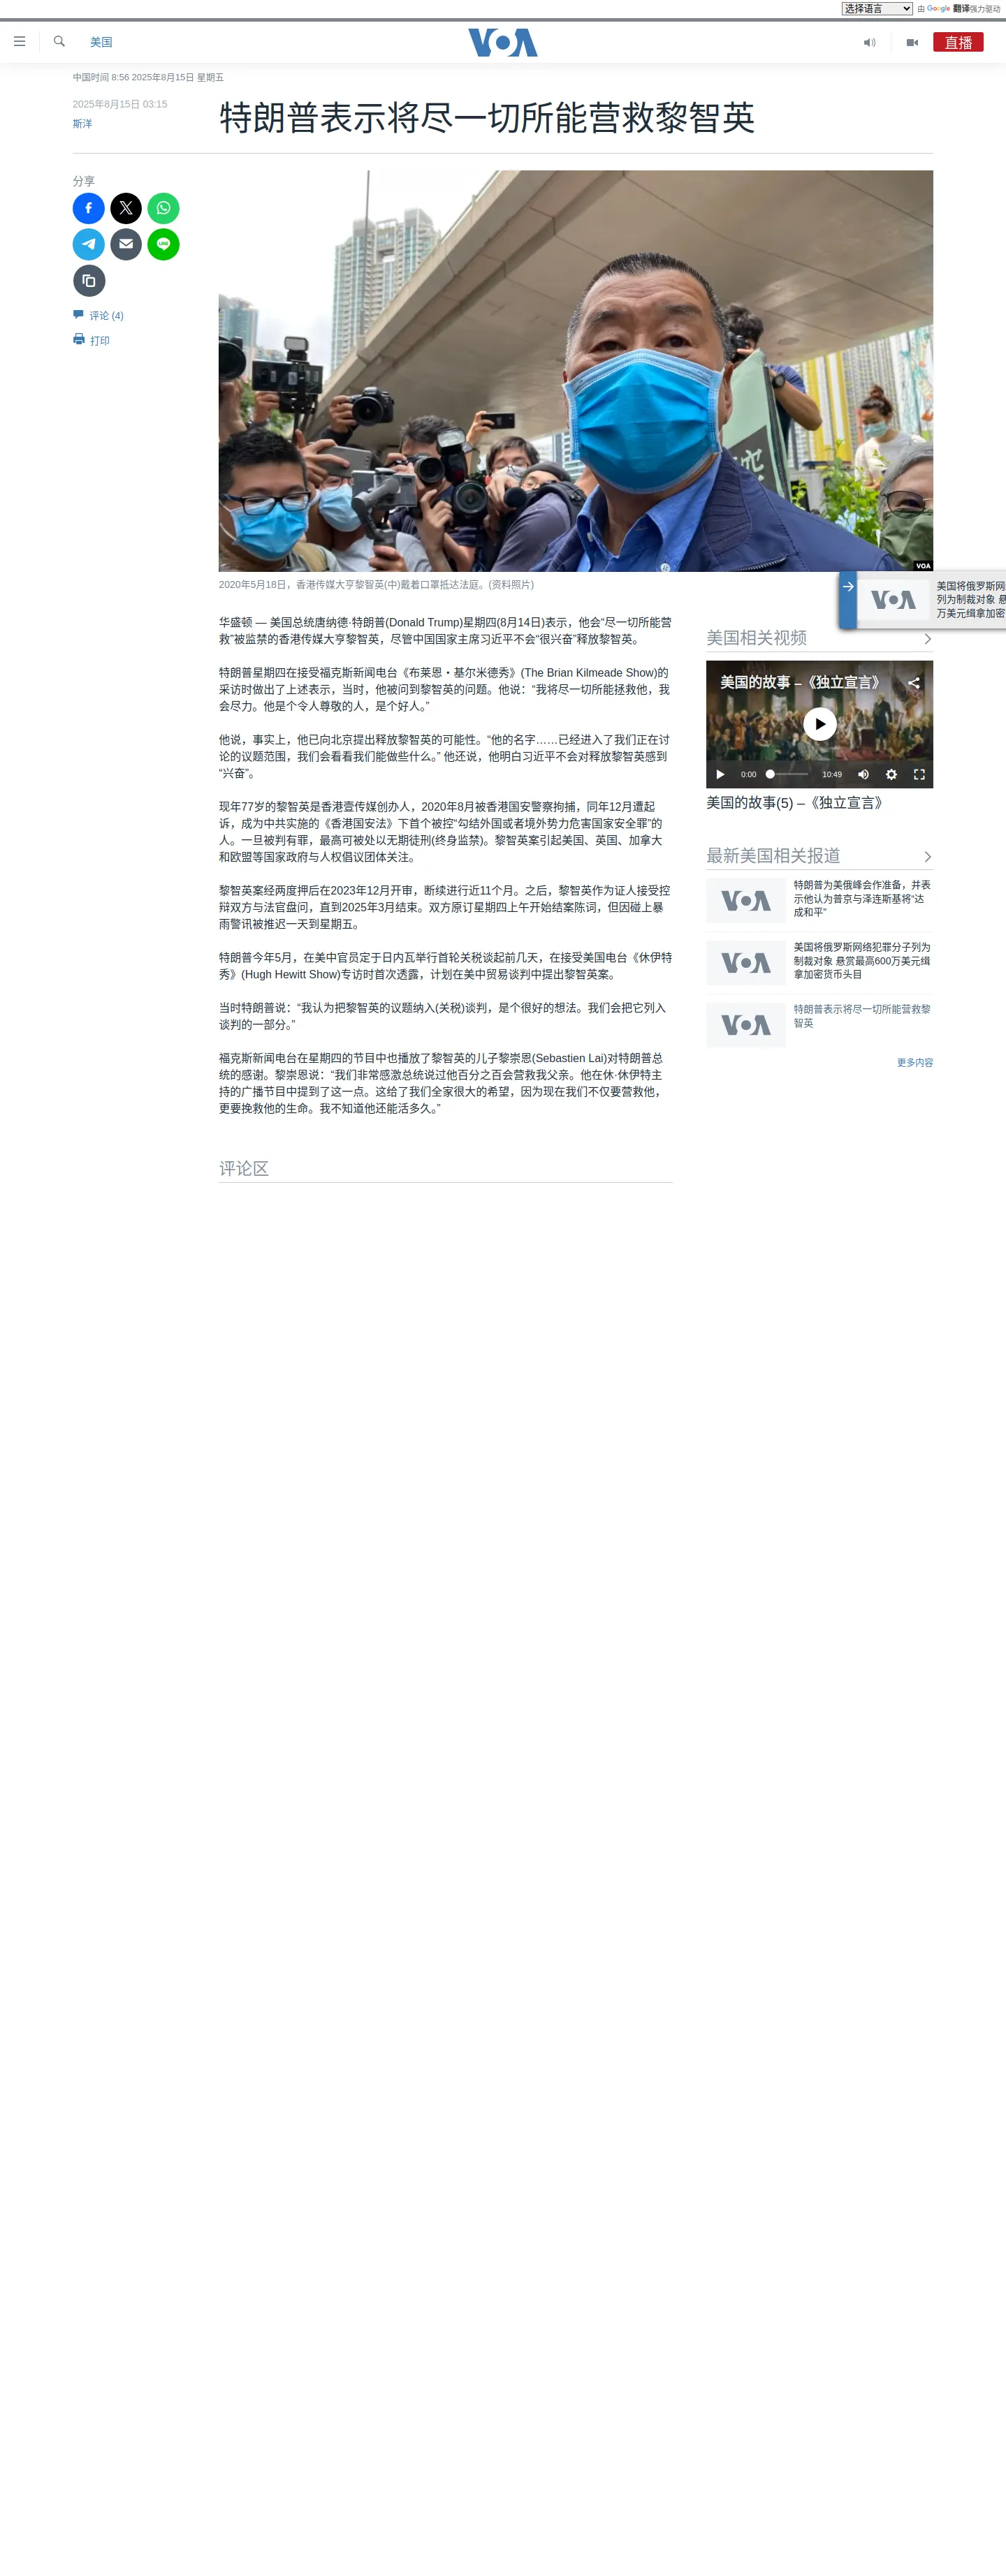 选择语言
由 Google 翻译强力驱动
美国
VOA
直播
中国时间 8:56 2025年8月15日 星期五
2025年8月15日 03:15
斯洋
特朗普表示将尽一切所能营救黎智英
分享
LINE
评论 (4)
打印
VOA
2020年5月18日，香港传媒大亨黎智英(中)戴着口罩抵达法庭。(资料照片)
VOA
美国将俄罗斯网
列为制裁对象 悬
万美元缉拿加密
华盛顿 — 美国总统唐纳德·特朗普(Donald Trump)星期四(8月14日)表示，他会“尽一切所能营
救”被监禁的香港传媒大亨黎智英，尽管中国国家主席习近平不会“很兴奋”释放黎智英。
特朗普星期四在接受福克斯新闻电台《布莱恩・基尔米德秀》(The Brian Kilmeade Show)的
采访时做出了上述表示，当时，他被问到黎智英的问题。他说：“我将尽一切所能拯救他，我
会尽力。他是个令人尊敬的人，是个好人。”
他说，事实上，他已向北京提出释放黎智英的可能性。“他的名字……已经进入了我们正在讨
论的议题范围，我们会看看我们能做些什么。” 他还说，他明白习近平不会对释放黎智英感到
“兴奋”。
现年77岁的黎智英是香港壹传媒创办人，2020年8月被香港国安警察拘捕，同年12月遭起
诉，成为中共实施的《香港国安法》下首个被控“勾结外国或者境外势力危害国家安全罪”的
人。一旦被判有罪，最高可被处以无期徒刑(终身监禁)。黎智英案引起美国、英国、加拿大
和欧盟等国家政府与人权倡议团体关注。
黎智英案经两度押后在2023年12月开审，断续进行近11个月。之后，黎智英作为证人接受控
辩双方与法官盘问，直到2025年3月结束。双方原订星期四上午开始结案陈词，但因碰上暴
雨警讯被推迟一天到星期五。
特朗普今年5月，在美中官员定于日内瓦举行首轮关税谈起前几天，在接受美国电台《休伊特
秀》(Hugh Hewitt Show)专访时首次透露，计划在美中贸易谈判中提出黎智英案。
当时特朗普说：“我认为把黎智英的议题纳入(关税)谈判，是个很好的想法。我们会把它列入
谈判的一部分。”
福克斯新闻电台在星期四的节目中也播放了黎智英的儿子黎崇恩(Sebastien Lai)对特朗普总
统的感谢。黎崇恩说：“我们非常感激总统说过他百分之百会营救我父亲。他在休·休伊特主
持的广播节目中提到了这一点。这给了我们全家很大的希望，因为现在我们不仅要营救他，
更要挽救他的生命。我不知道他还能活多久。”
评论区
美国相关视频
美国的故事 –《独立宣言》
0:00
10:49
美国的故事(5) –《独立宣言》
最新美国相关报道
VOA
特朗普为美俄峰会作准备，并表
示他认为普京与泽连斯基将“达
成和平”
VOA
美国将俄罗斯网络犯罪分子列为
制裁对象 悬赏最高600万美元缉
拿加密货币头目
VOA
特朗普表示将尽一切所能营救黎
智英
更多内容